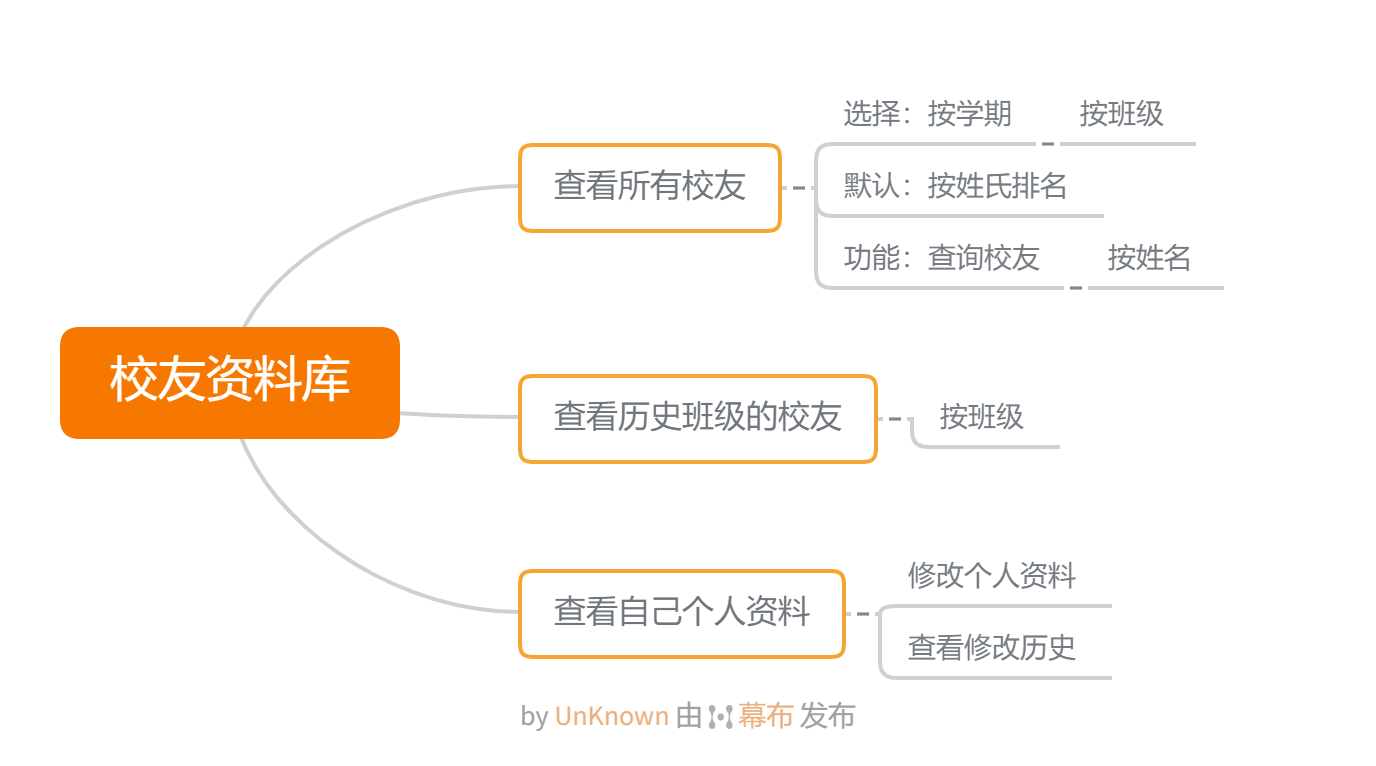 校友资料库
查看所有校友
选择：按学期
按班级
默认：按姓氏排名
功能：查询校友
按姓名
查看历史班级的校友
按班级
查看自己个人资料
修改个人资料
查看修改历史
by UnKnown 由 幕布 发布